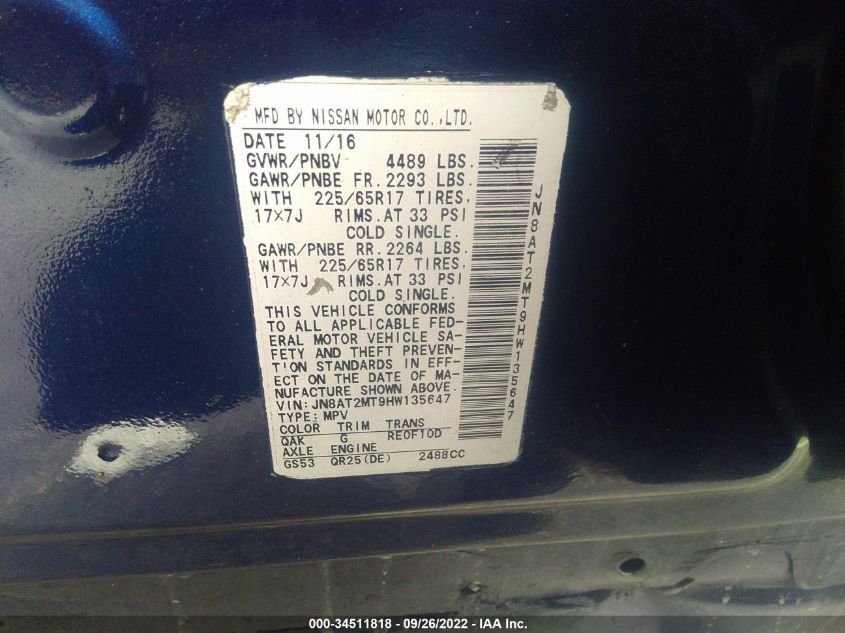 MFD BY NISSAN MOTOR CO.,LTD.
DATE 11/16
GVWR/PNBV 4489 LBS.
GAWR/PNBE FR. 2293 LBS.
WITH 225/65R17 TIRES.
17×7J RIMS.AT 33 PSI
COLD SINGLE.
GAWR/PNBE RR. 2264 LBS.
WITH 225/65R17 TIRES.
17×7J RIMS.AT 33 PSI
COLD SINGLE.
THIS VEHICLE CONFORMS
TO ALL APPLICABLE FED-
ERAL MOTOR VEHICLE SA-
FETY AND THEFT PREVEN-
TION STANDARDS IN EFF-
ECT ON THE DATE OF MA-
NUFACTURE SHOWN ABOVE.
VIN: JN8AT2MT9HW135647
TYPE: MPV
COLOR TRIM TRANS
QAK G RE0F10D
AXLE ENGINE
GS53 QR25(DE) 2488CC
JN8AT2MT9HW135647
000-34511818 - 09/26/2022 - IAA Inc.